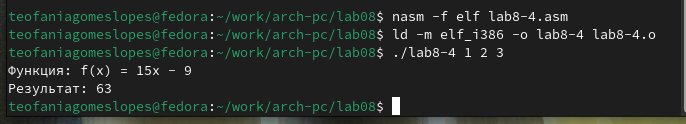 teofaniagomeslopes@fedora:~/work/arch-pc/lab08$ nasm -f elf lab8-4.asm
teofaniagomeslopes@fedora:~/work/arch-pc/lab08$ ld -m elf_i386 -o lab8-4 lab8-4.o
teofaniagomeslopes@fedora:~/work/arch-pc/lab08$ ./lab8-4 1 2 3
Функция: f(x) = 15x - 9
Результат: 63
teofaniagomeslopes@fedora:~/work/arch-pc/lab08$